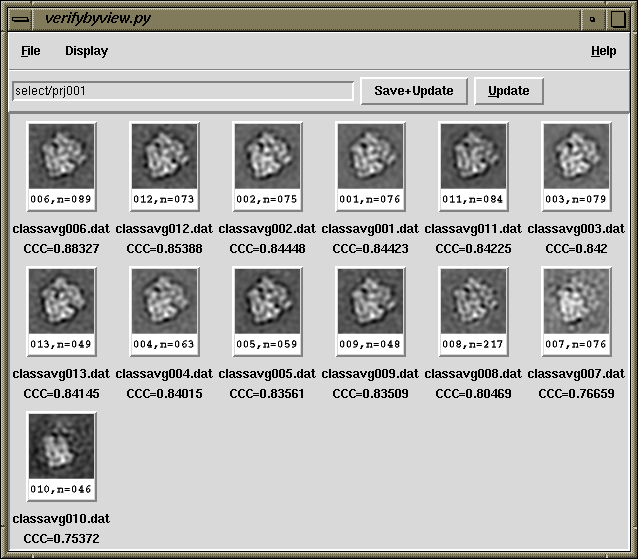 verifybyview.py
File Display Help
select/prj001 Save+Update Update
006,n=089 012,n=073 002,n=075 001,n=076 011,n=084 003,n=079
classavg006.dat classavg012.dat classavg002.dat classavg001.dat classavg011.dat classavg003.dat
CCC=0.88327 CCC=0.85388 CCC=0.84448 CCC=0.84423 CCC=0.84225 CCC=0.842
013,n=049 004,n=063 005,n=059 009,n=048 008,n=217 007,n=076
classavg013.dat classavg004.dat classavg005.dat classavg009.dat classavg008.dat classavg007.dat
CCC=0.84145 CCC=0.84015 CCC=0.83561 CCC=0.83509 CCC=0.80469 CCC=0.76659
010,n=046
classavg010.dat
CCC=0.75372